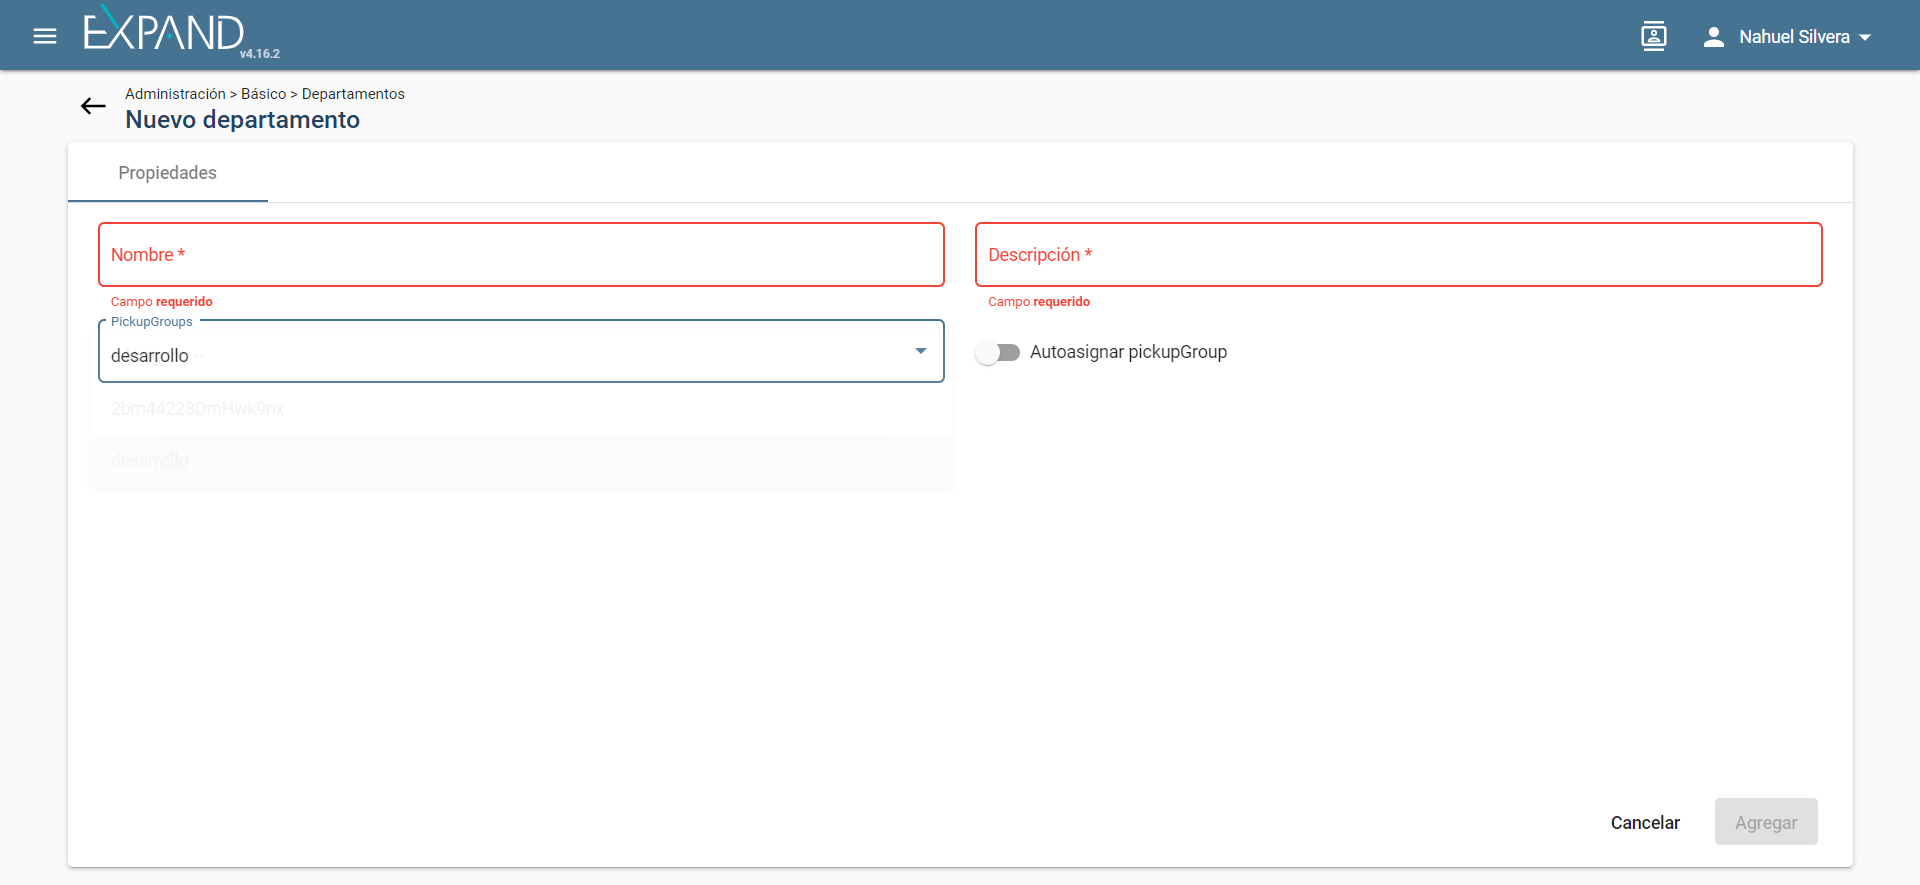 EXPAND
v4.16.2
Nahuel Silvera
Administración > Básico > Departamentos
Nuevo departamento
Propiedades
Nombre *
Descripción *
Campo requerido
Campo requerido
PickupGroups
desarrollo
Autoasignar pickupGroup
2bm44228DmHwk9nx
desarrollo
Cancelar
Agregar